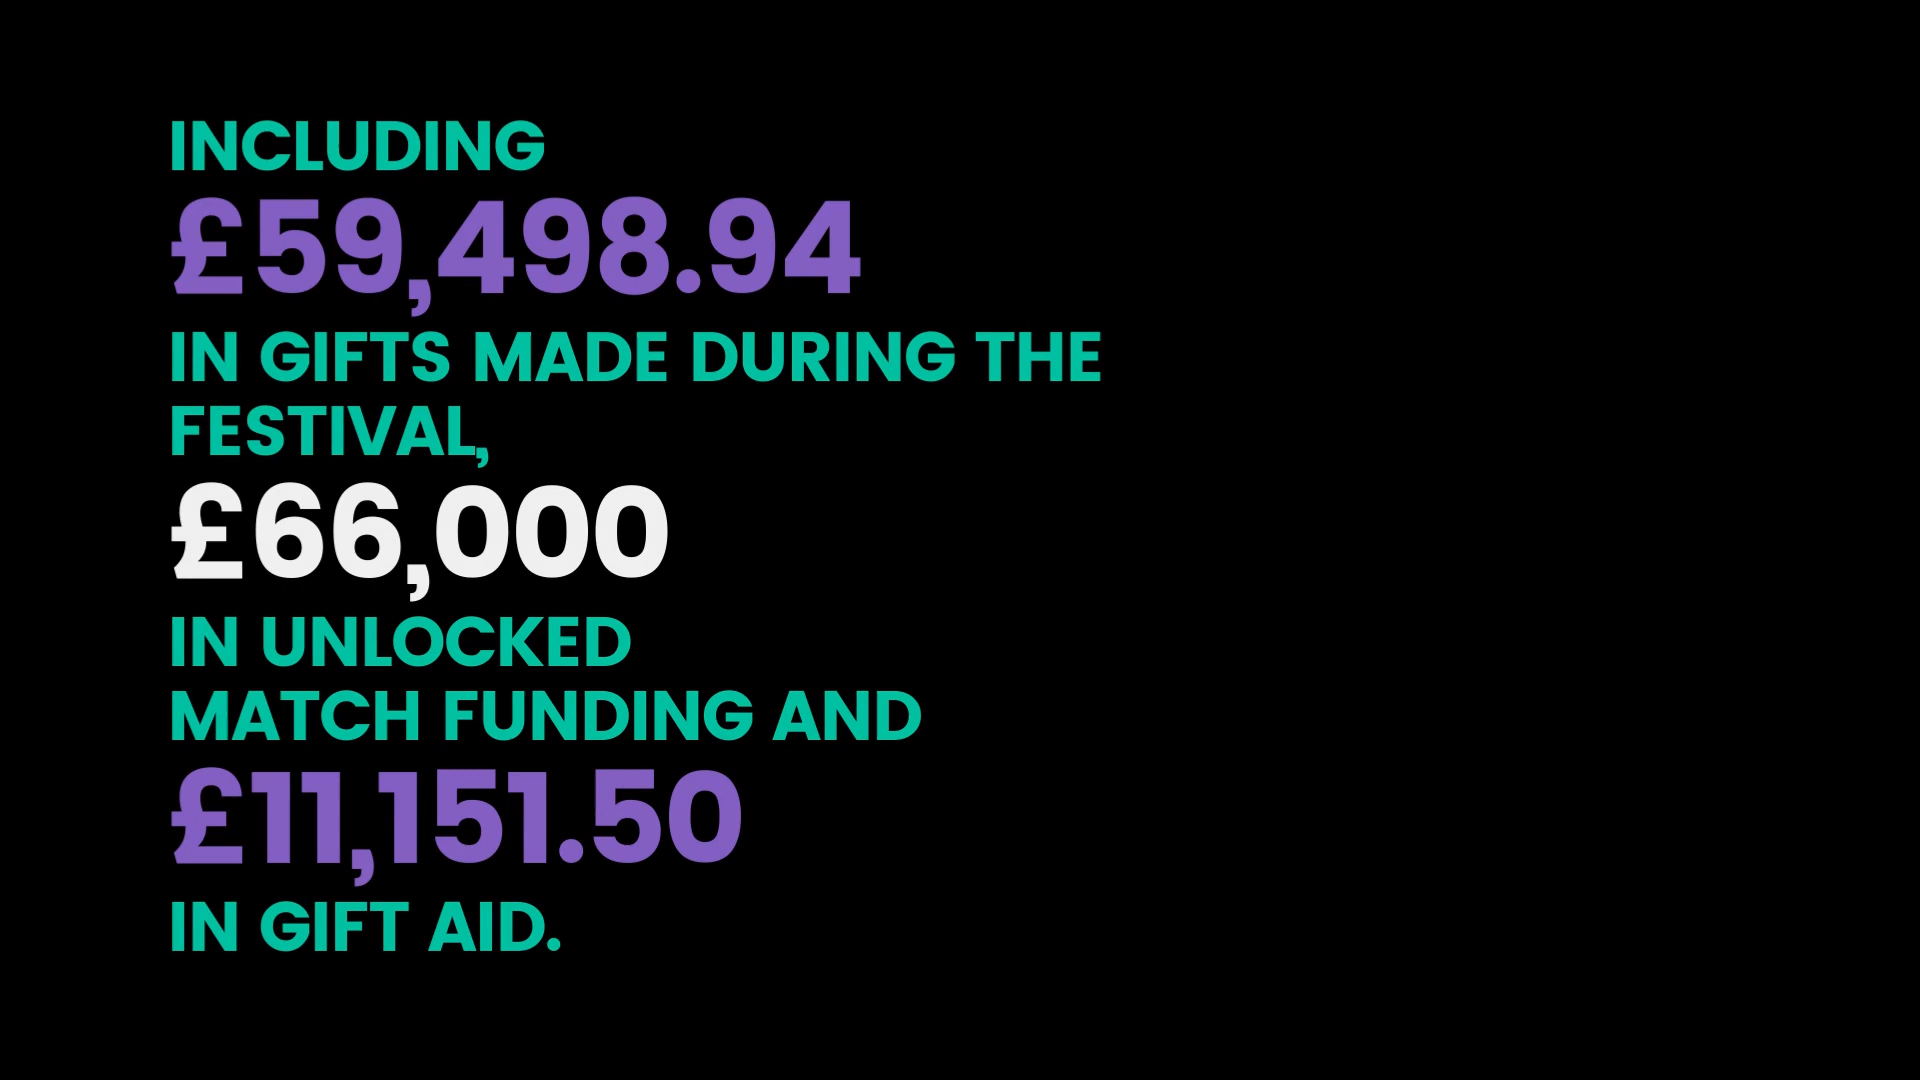 INCLUDING
£59,498.94
IN GIFTS MADE DURING THE
FESTIVAL,
£66,000
IN UNLOCKED
MATCH FUNDING AND
£11,151.50
IN GIFT AID.